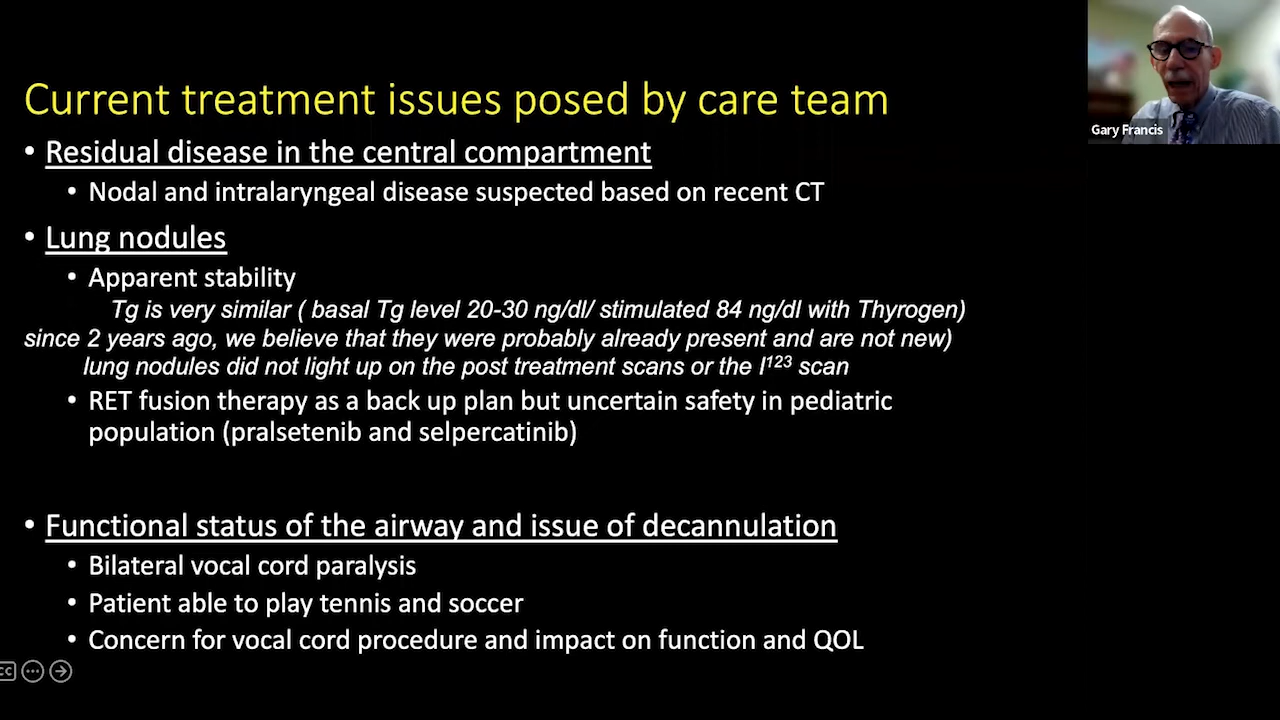 Current treatment issues posed by care team
• Residual disease in the central compartment
• Nodal and intralaryngeal disease suspected based on recent CT
• Lung nodules
• Apparent stability
Tg is very similar ( basal Tg level 20-30 ng/dl/ stimulated 84 ng/dl with Thyrogen)
since 2 years ago, we believe that they were probably already present and are not new)
lung nodules did not light up on the post treatment scans or the I¹²³ scan
• RET fusion therapy as a back up plan but uncertain safety in pediatric
population (pralsetenib and selpercatinib)
• Functional status of the airway and issue of decannulation
• Bilateral vocal cord paralysis
• Patient able to play tennis and soccer
• Concern for vocal cord procedure and impact on function and QOL
Gary Francis
CC